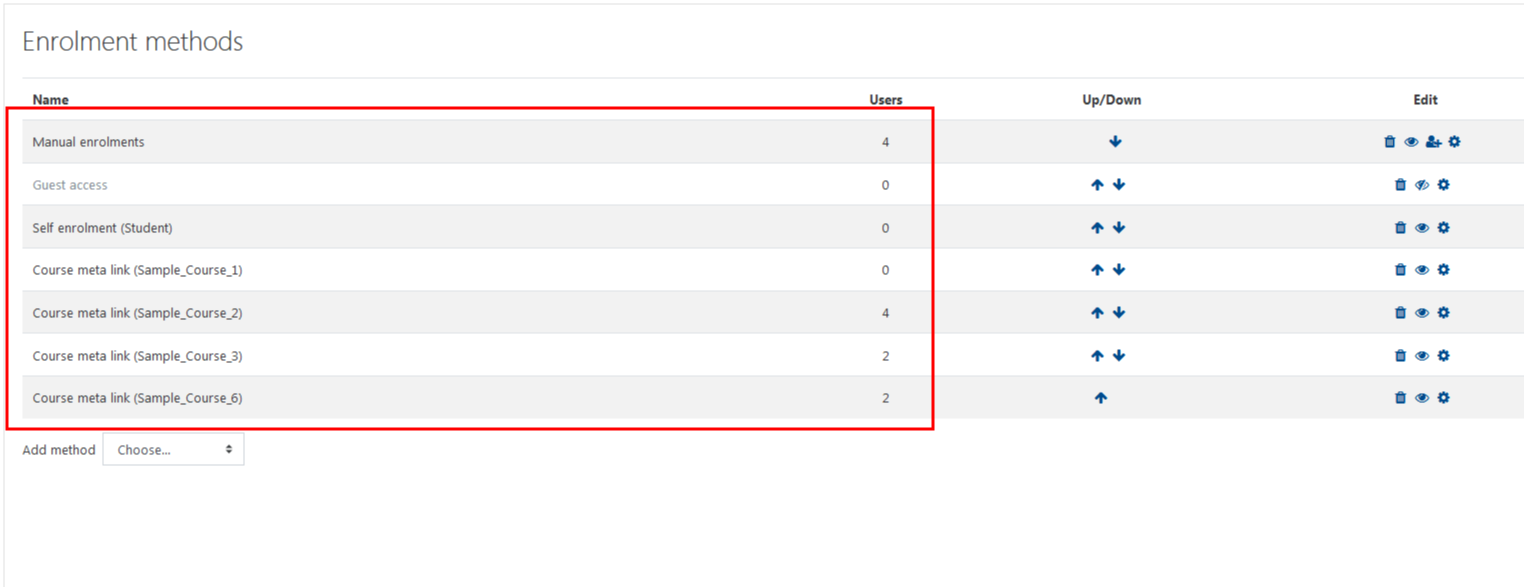 Enrolment methods
Name Users Up/Down Edit
Manual enrolments 4
Guest access 0
Self enrolment (Student) 0
Course meta link (Sample_Course_1) 0
Course meta link (Sample_Course_2) 4
Course meta link (Sample_Course_3) 2
Course meta link (Sample_Course_6) 2
Add method Choose...